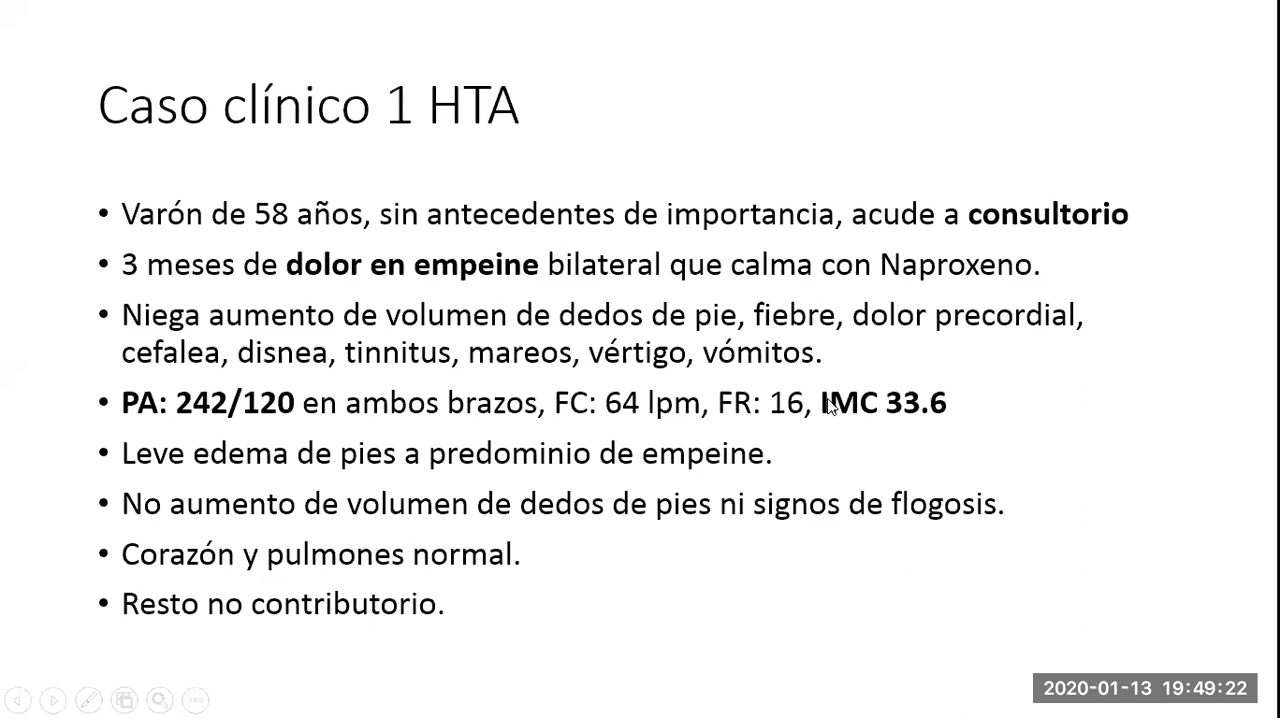 Caso clínico 1 HTA
• Varón de 58 años, sin antecedentes de importancia, acude a consultorio
• 3 meses de dolor en empeine bilateral que calma con Naproxeno.
• Niega aumento de volumen de dedos de pie, fiebre, dolor precordial,
cefalea, disnea, tinnitus, mareos, vértigo, vómitos.
• PA: 242/120 en ambos brazos, FC: 64 lpm, FR: 16, IMC 33.6
• Leve edema de pies a predominio de empeine.
• No aumento de volumen de dedos de pies ni signos de flogosis.
• Corazón y pulmones normal.
• Resto no contributorio.
2020-01-13 19:49:22